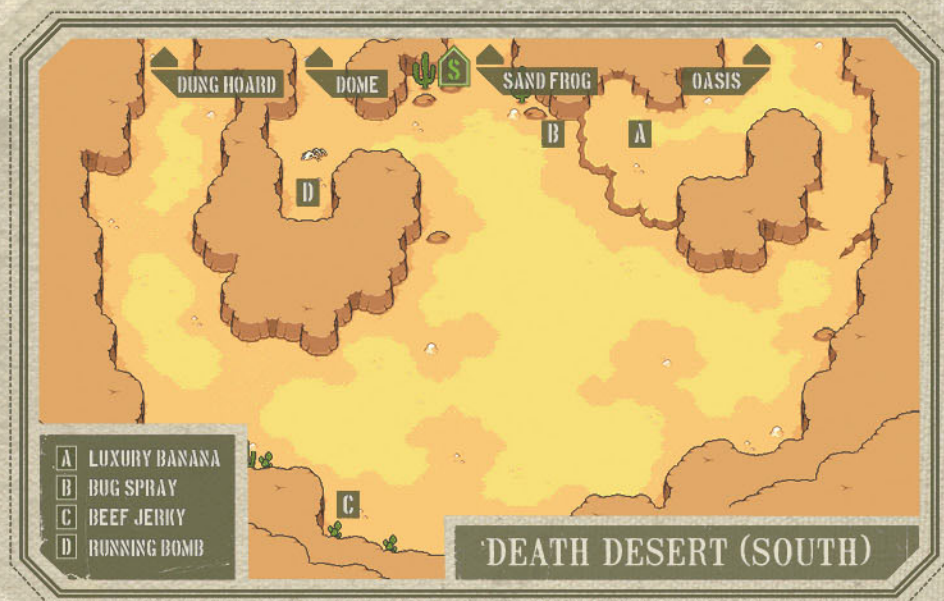 DUNG HOARD
DOME
$
SAND FROG
OASIS
B
A
D
C
A LUXURY BANANA
B BUG SPRAY
C BEEF JERKY
D RUNNING BOMB
DEATH DESERT (SOUTH)